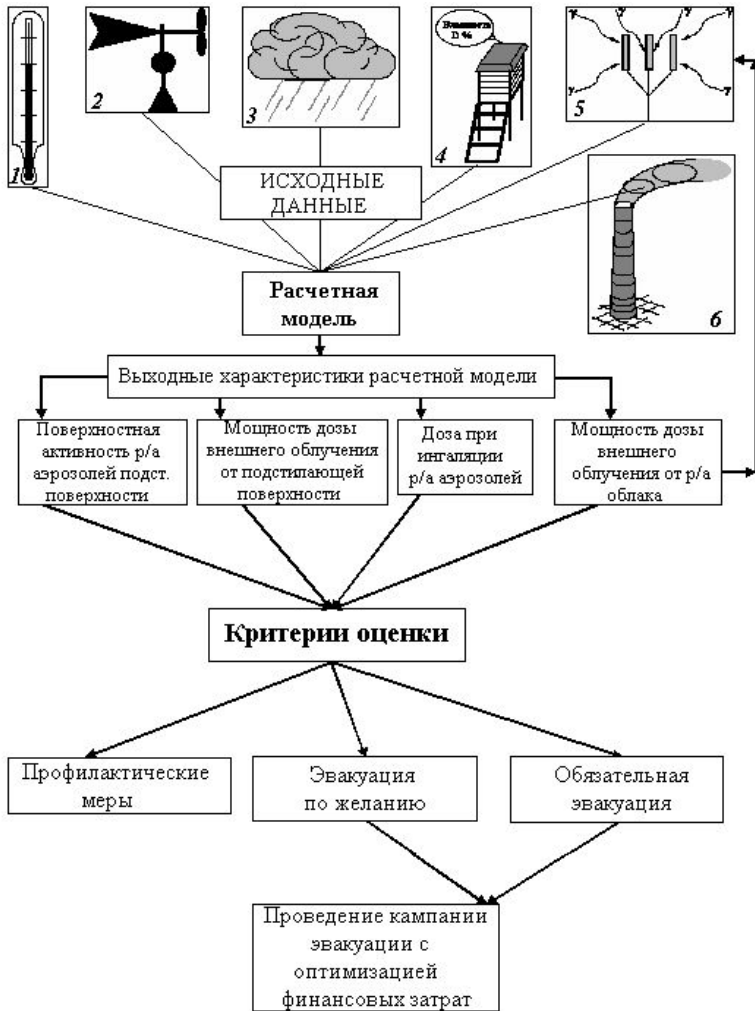 1
2
3
Влажность
D %
4
γ γ γ γ
γ γ
5
ИСХОДНЫЕ
ДАННЫЕ
6
Расчетная
модель
Выходные характеристики расчетной модели
Поверхностная
активность р/а
аэрозолей подст.
поверхности
Мощность дозы
внешнего облучения
от подстилающей
поверхности
Доза при
ингаляции
р/а аэрозолей
Мощность дозы
внешнего
облучения от р/а
облака
Критерии оценки
Профилактические
меры
Эвакуация
по желанию
Обязательная
эвакуация
Проведение кампании
эвакуации с
оптимизацией
финансовых затрат